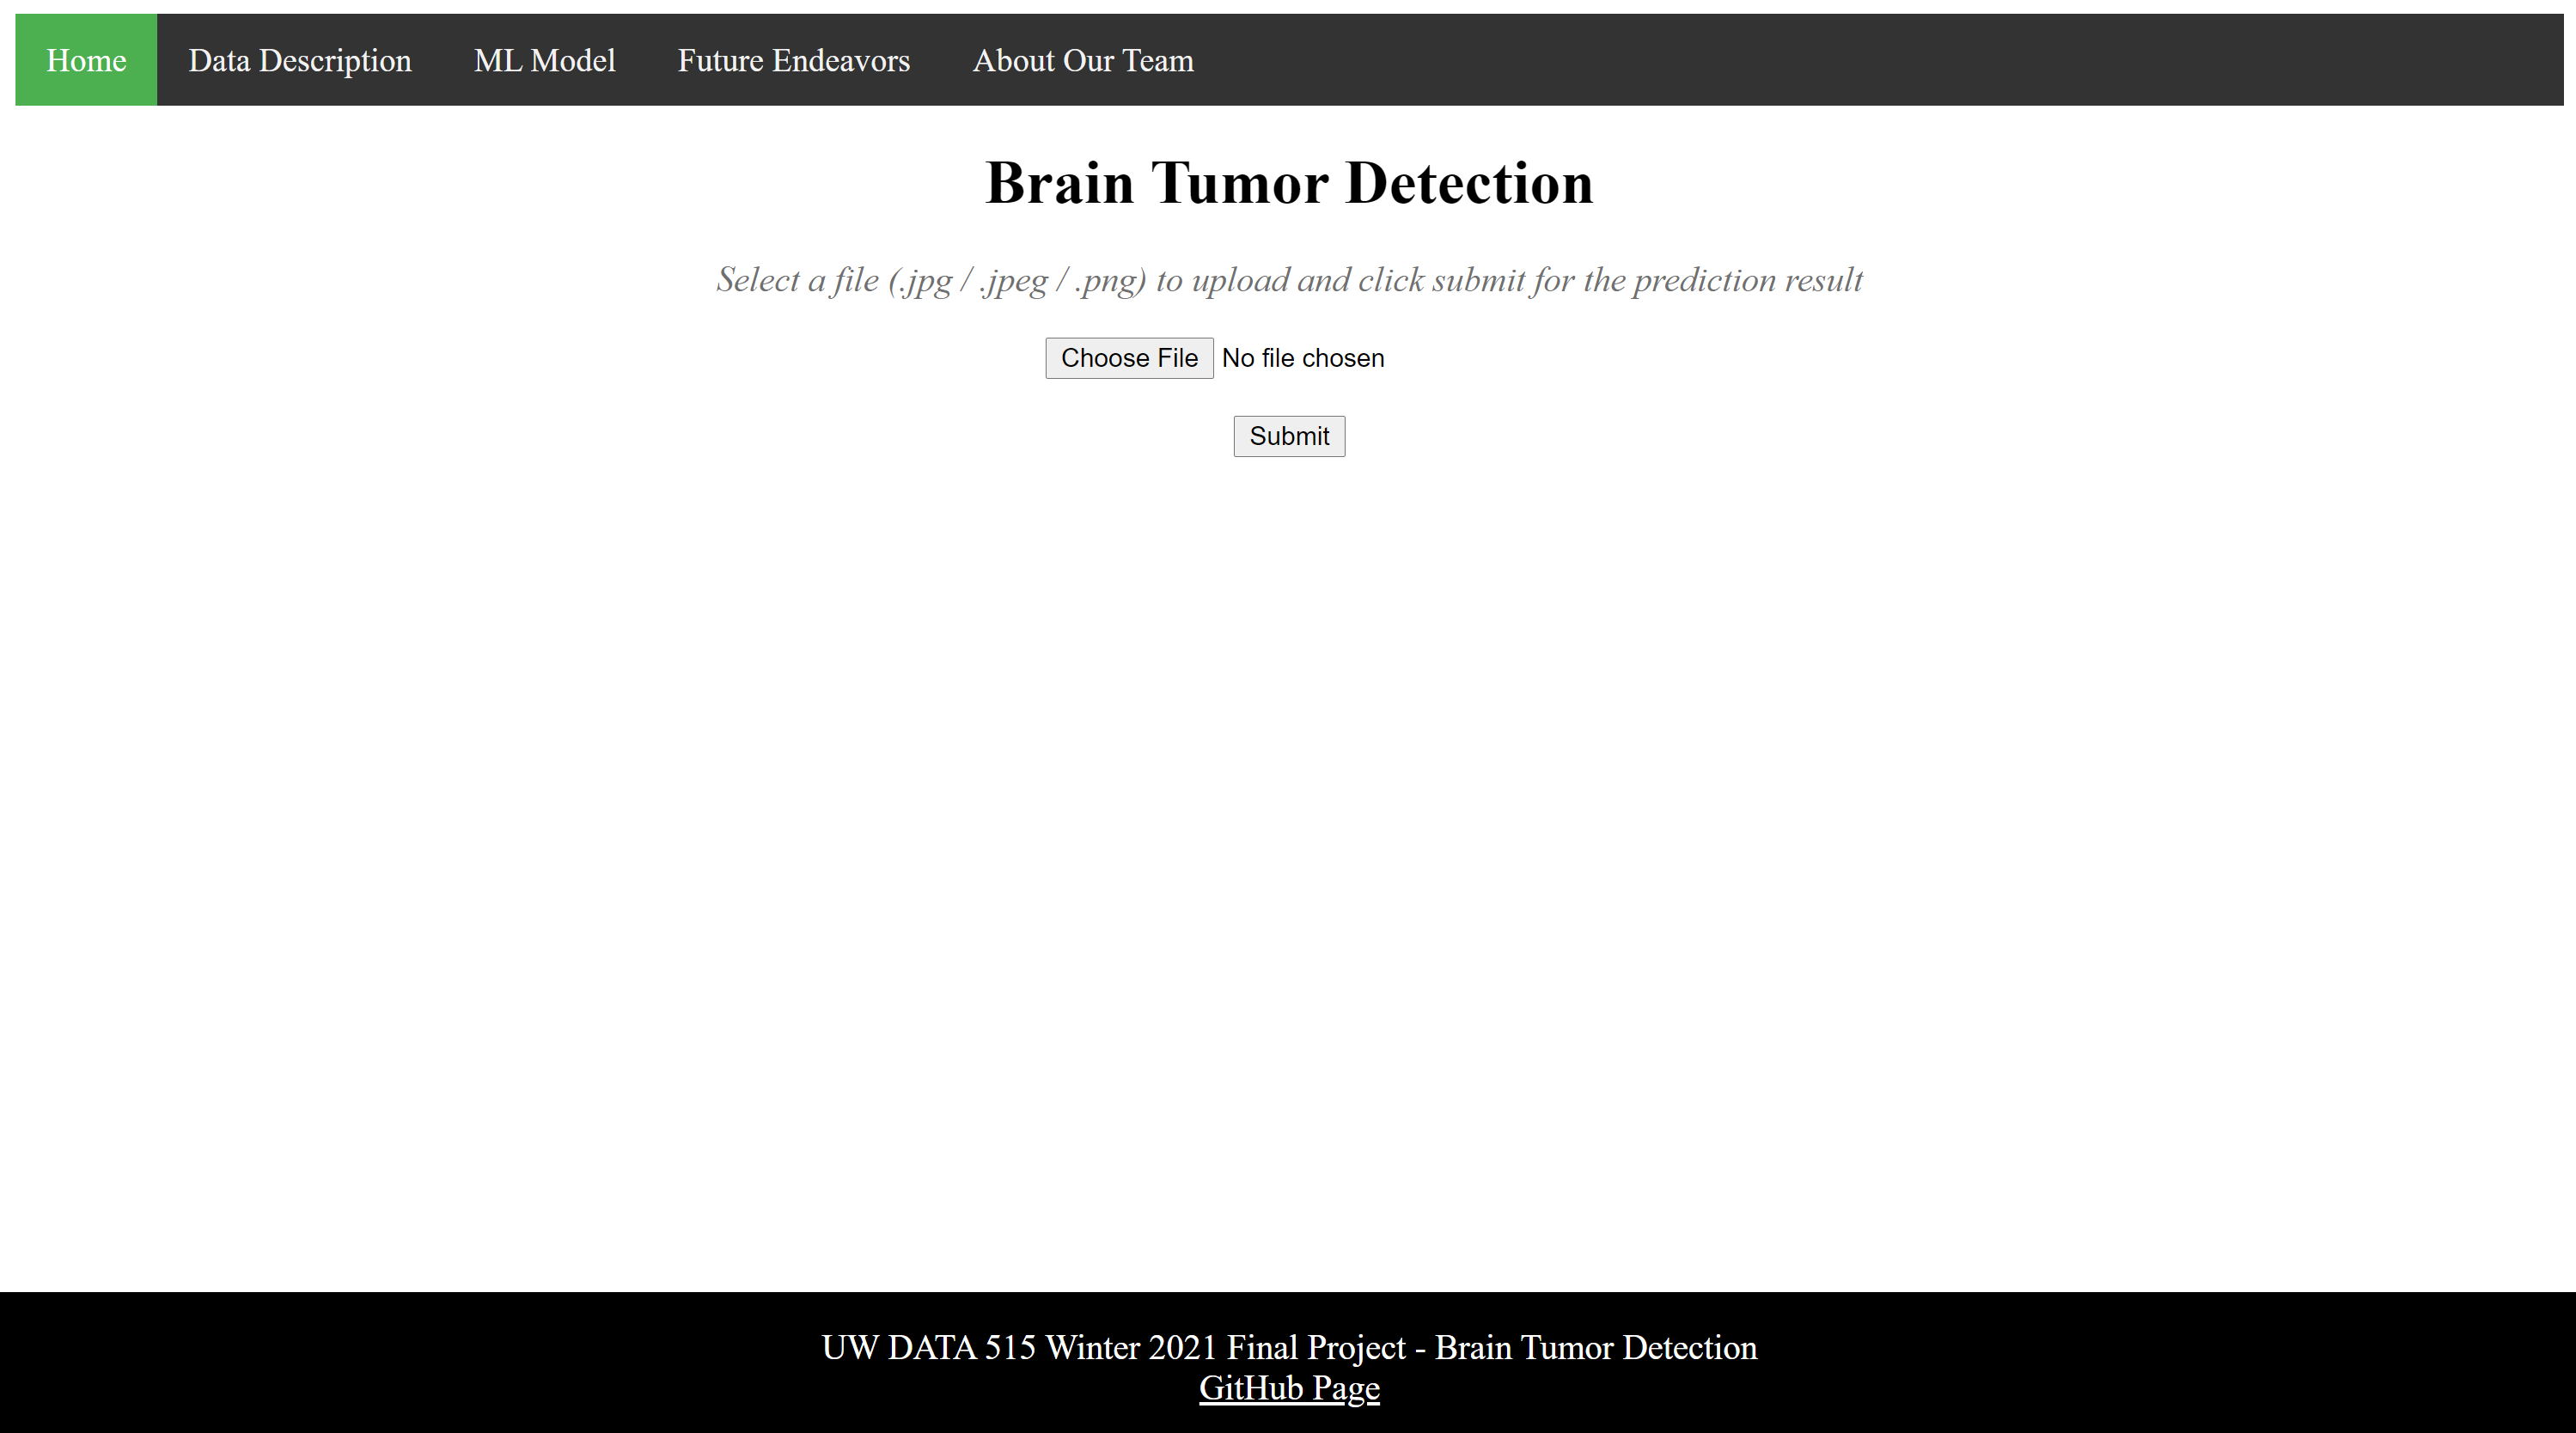 Home Data Description ML Model Future Endeavors About Our Team
Brain Tumor Detection
Select a file (.jpg / .jpeg / .png) to upload and click submit for the prediction result
Choose File No file chosen
Submit
UW DATA 515 Winter 2021 Final Project - Brain Tumor Detection
GitHub Page